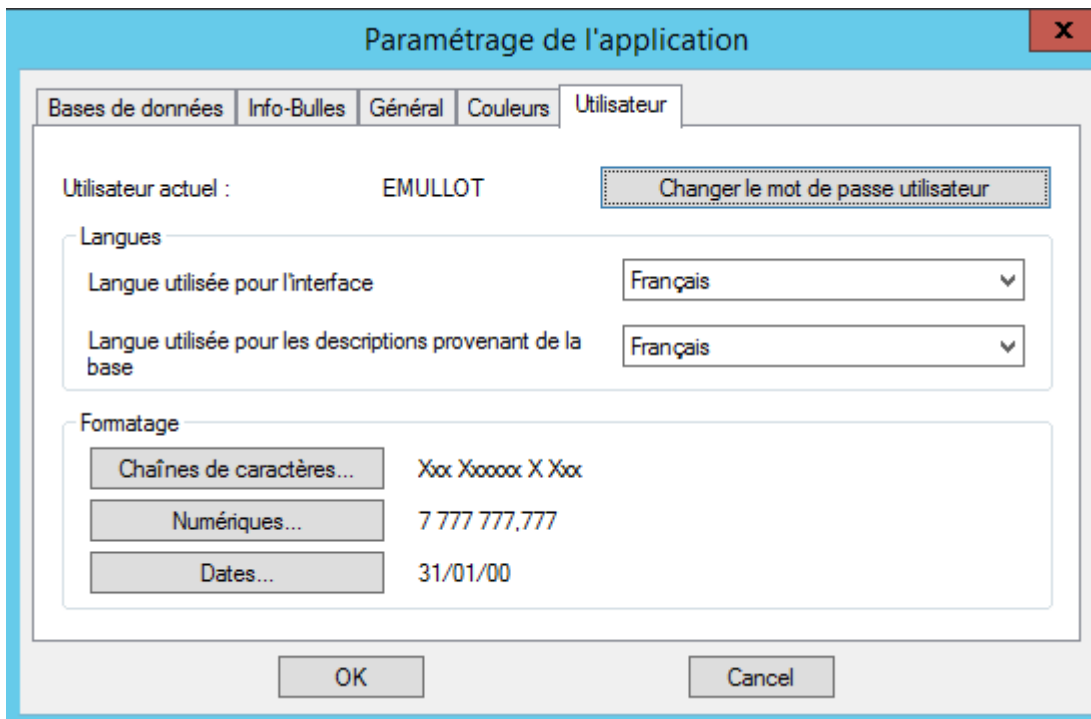 Paramétrage de l'application
x
Bases de données Info-Bulles Général Couleurs Utilisateur
Utilisateur actuel : EMULLOT Changer le mot de passe utilisateur
Langues
Langue utilisée pour l'interface Français
Langue utilisée pour les descriptions provenant de la
base
Français
Formatage
Chaînes de caractères... Xxx Xxxxxx X Xxx
Numériques... 7 777 777,777
Dates... 31/01/00
OK Cancel